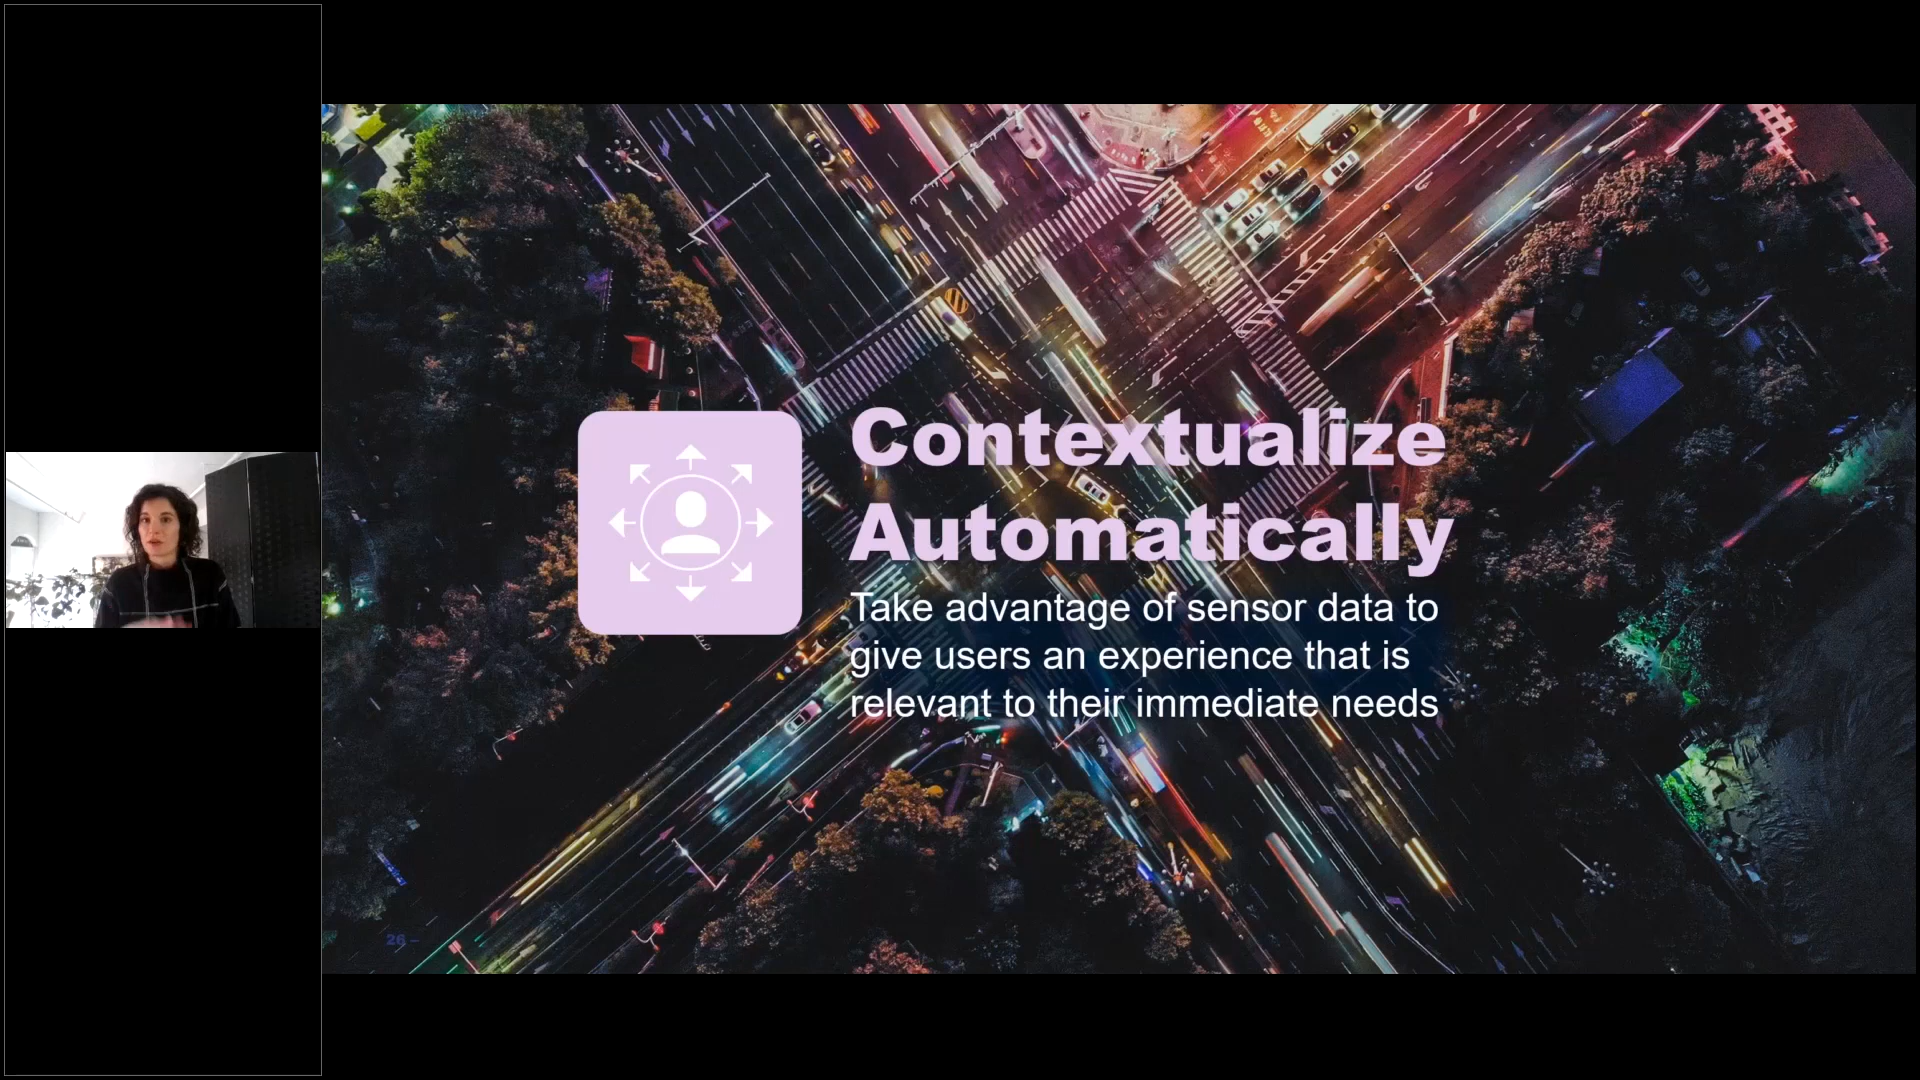 Contextualize
Automatically
Take advantage of sensor data to
give users an experience that is
relevant to their immediate needs
26 –